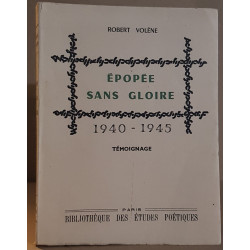 ROBERT VOLÈNE
ÉPOPÉE
SANS GLOIRE
1940 - 1945
TÉMOIGNAGE
PARIS
BIBLIOTHÈQUE DES ÉTUDES POÉTIQUES